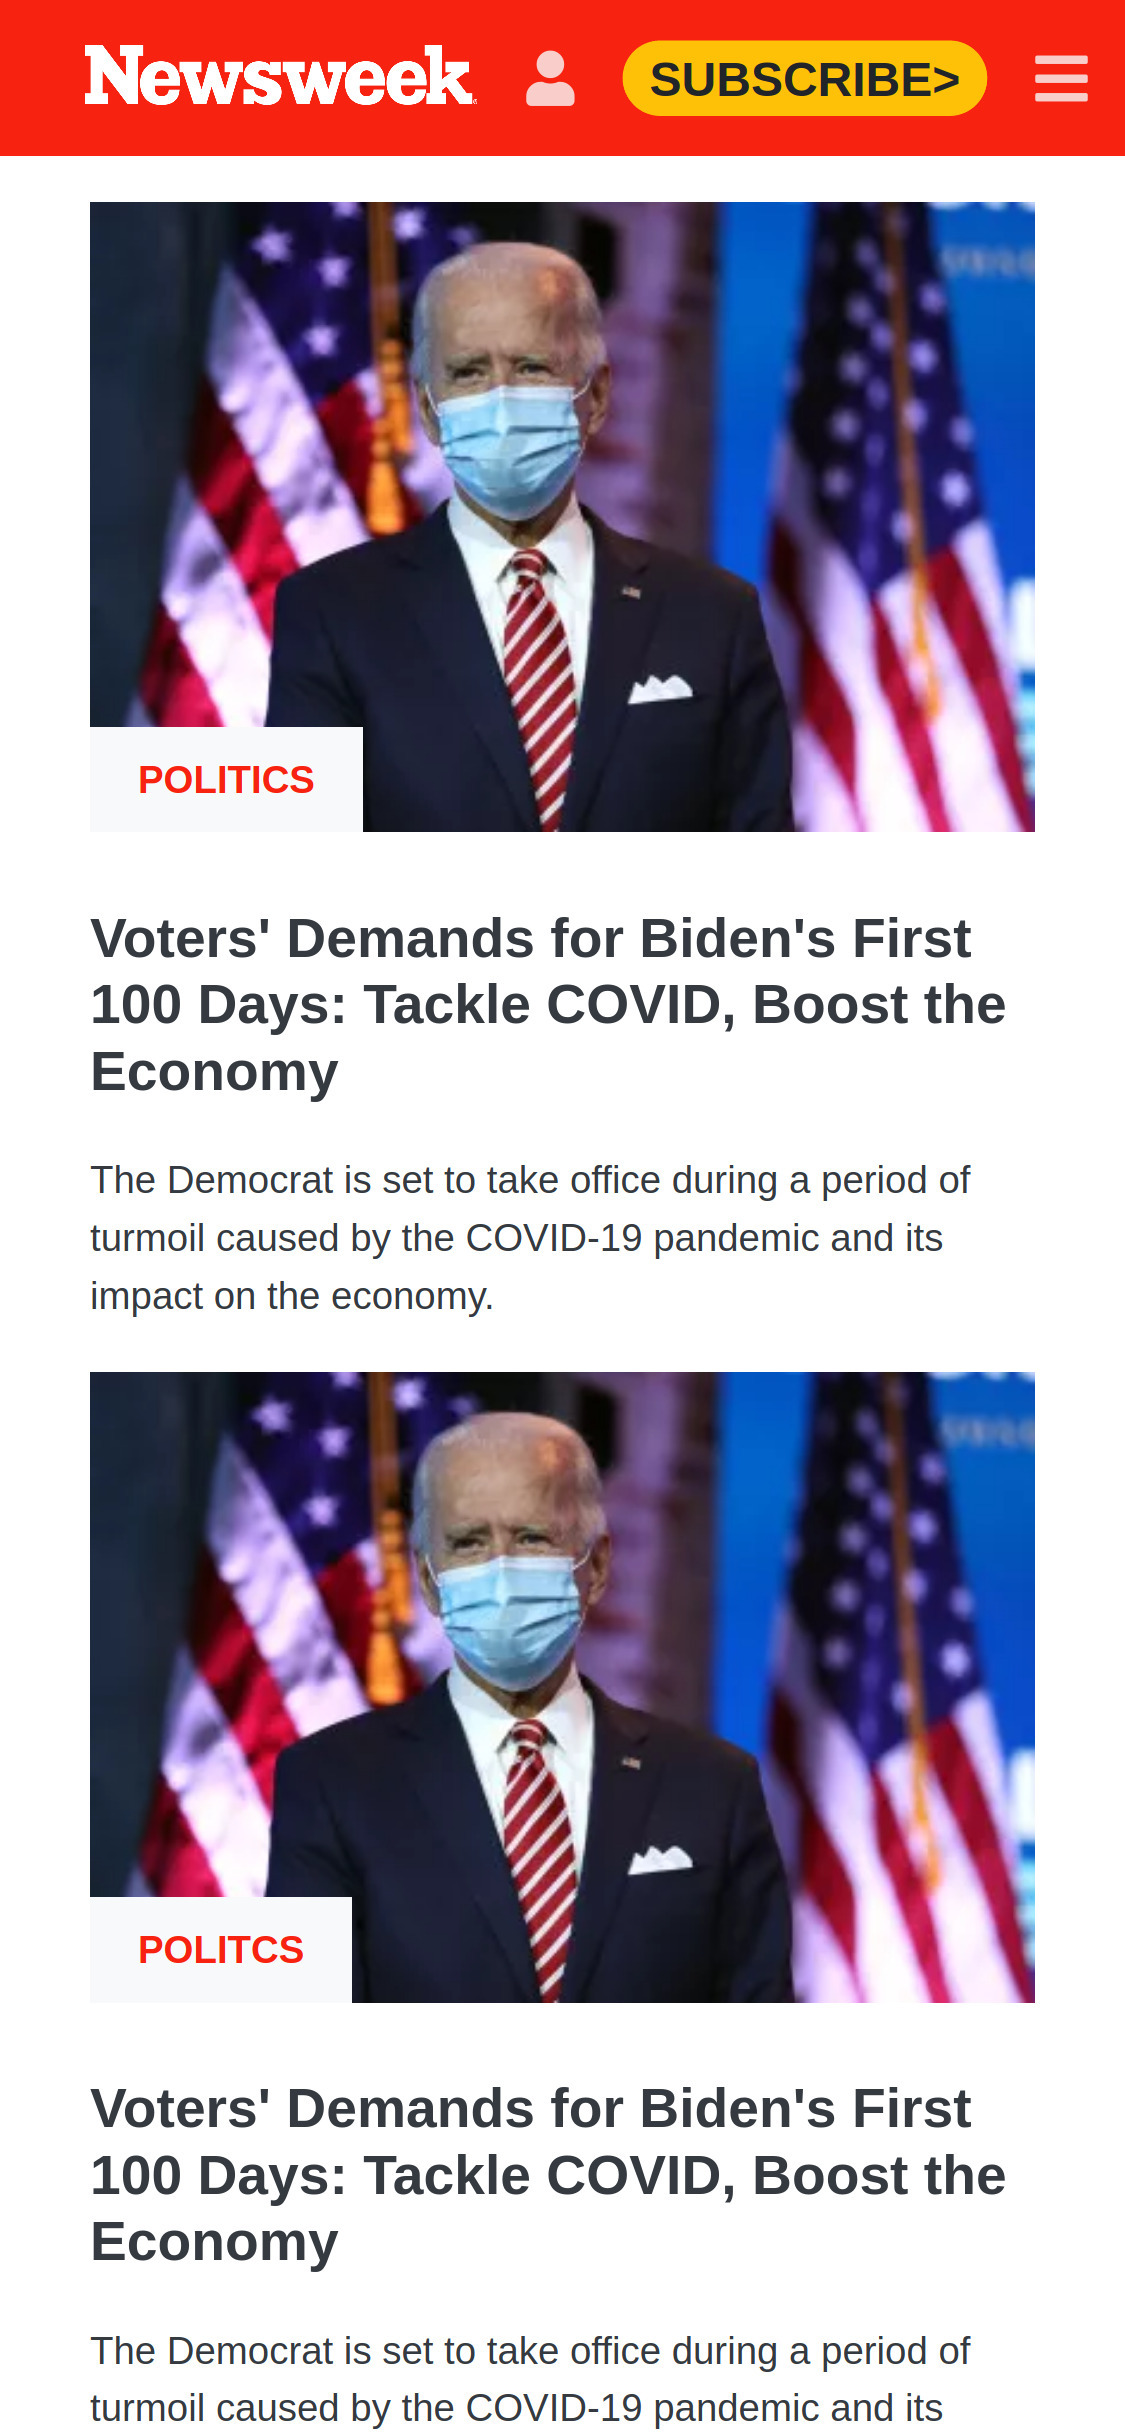 Newsweek
SUBSCRIBE>
POLITICS
Voters' Demands for Biden's First
100 Days: Tackle COVID, Boost the
Economy
The Democrat is set to take office during a period of
turmoil caused by the COVID-19 pandemic and its
impact on the economy.
POLITCS
Voters' Demands for Biden's First
100 Days: Tackle COVID, Boost the
Economy
The Democrat is set to take office during a period of
turmoil caused by the COVID-19 pandemic and its